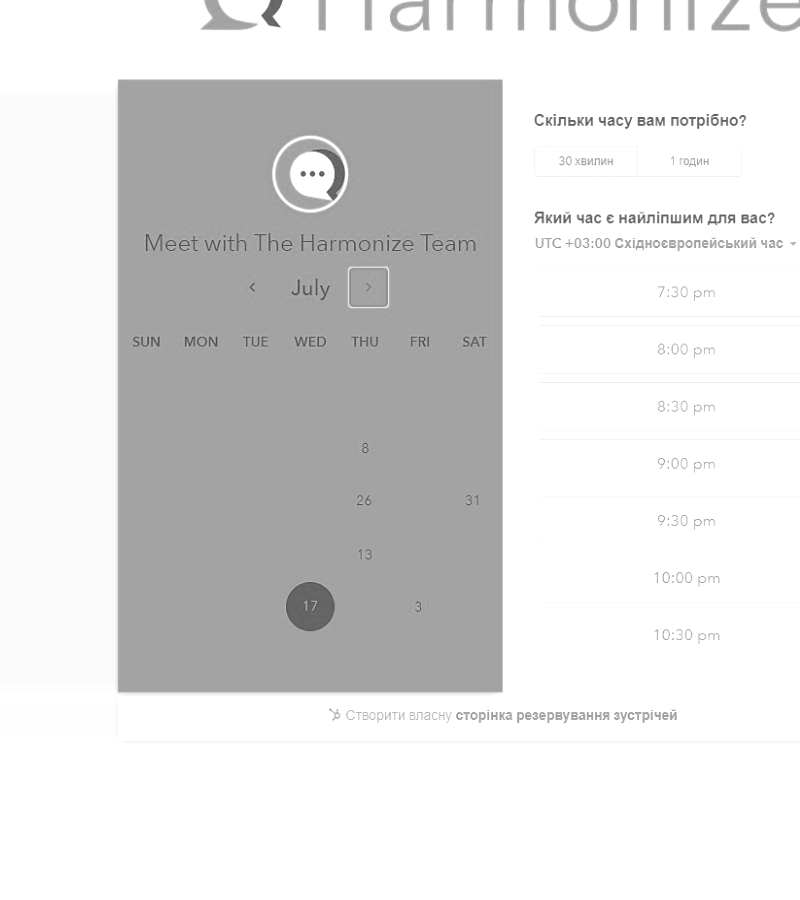 Harmonize
Meet with The Harmonize Team
July
SUN MON TUE WED THU FRI SAT
8
26 31
13
17 3
Скільки часу вам потрібно?
30 хвилин 1 годин
Який час є найліпшим для вас?
UTC +03:00 Східноєвропейський час
7:30 pm
8:00 pm
8:30 pm
9:00 pm
9:30 pm
10:00 pm
10:30 pm
Створити власну сторінка резервування зустрічей